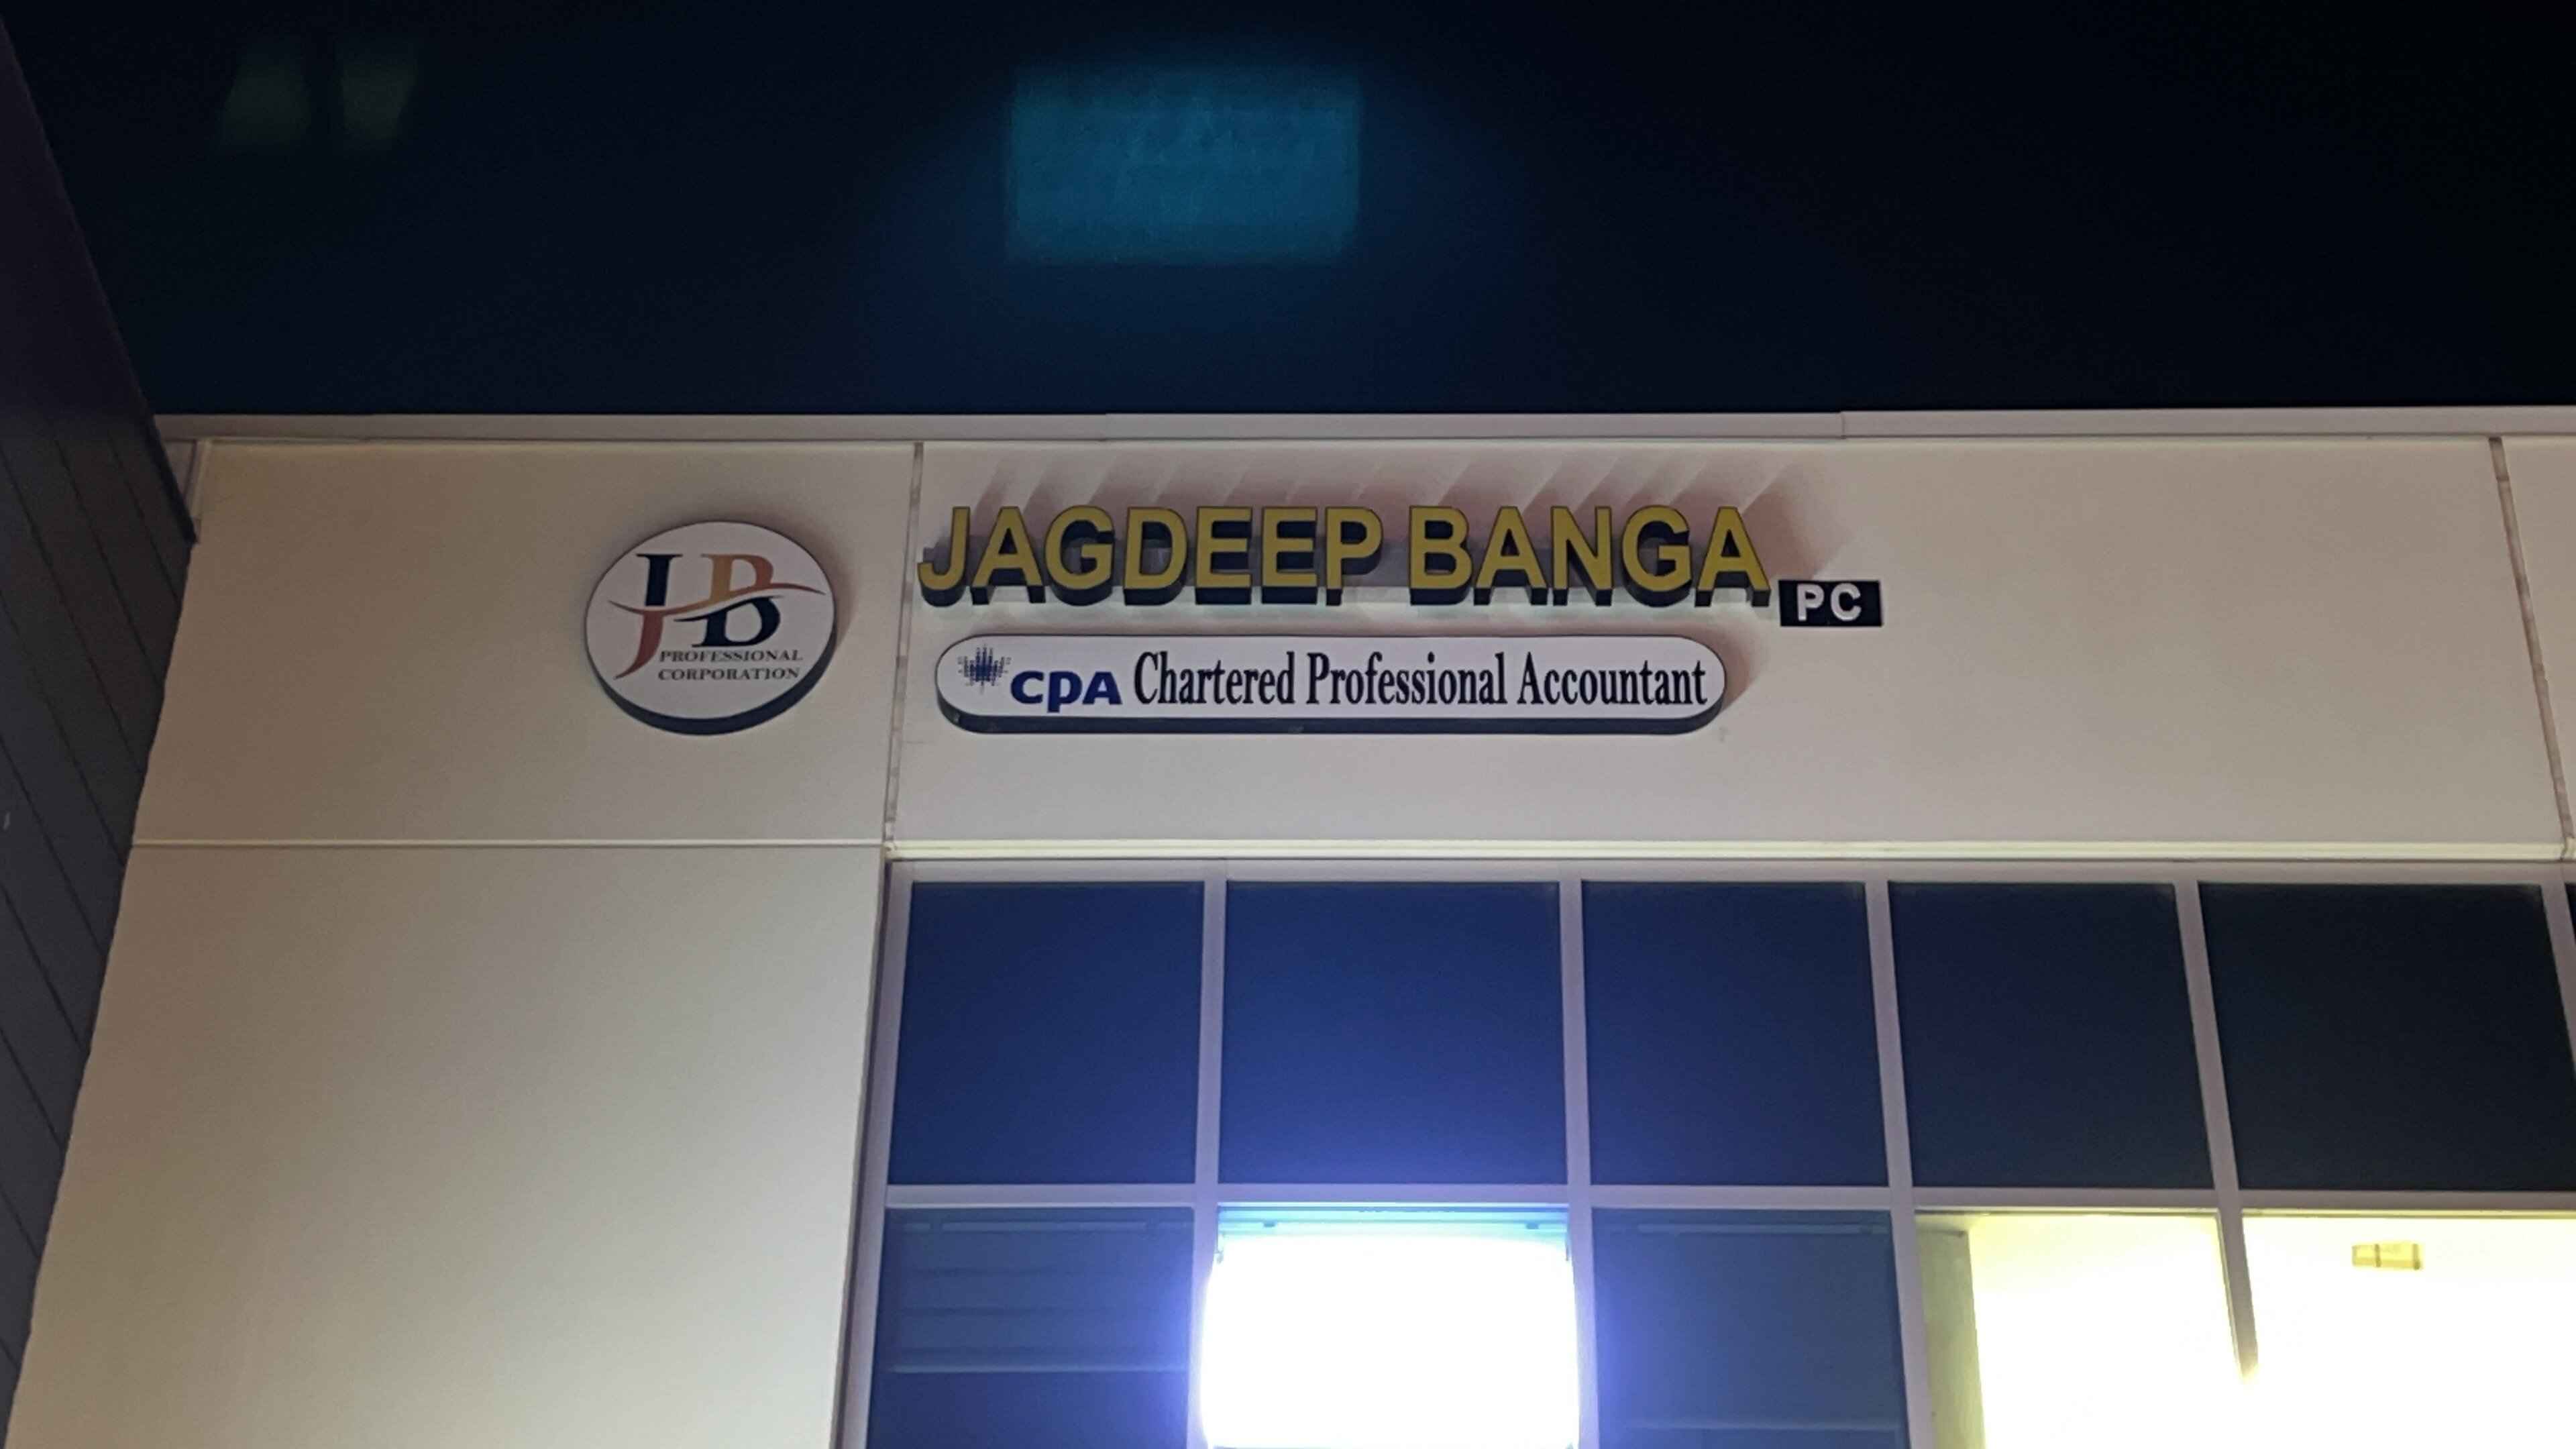 JB
PROFESSIONAL
CORPORATION
JAGDEEP BANGA PC
CPA Chartered Professional Accountant